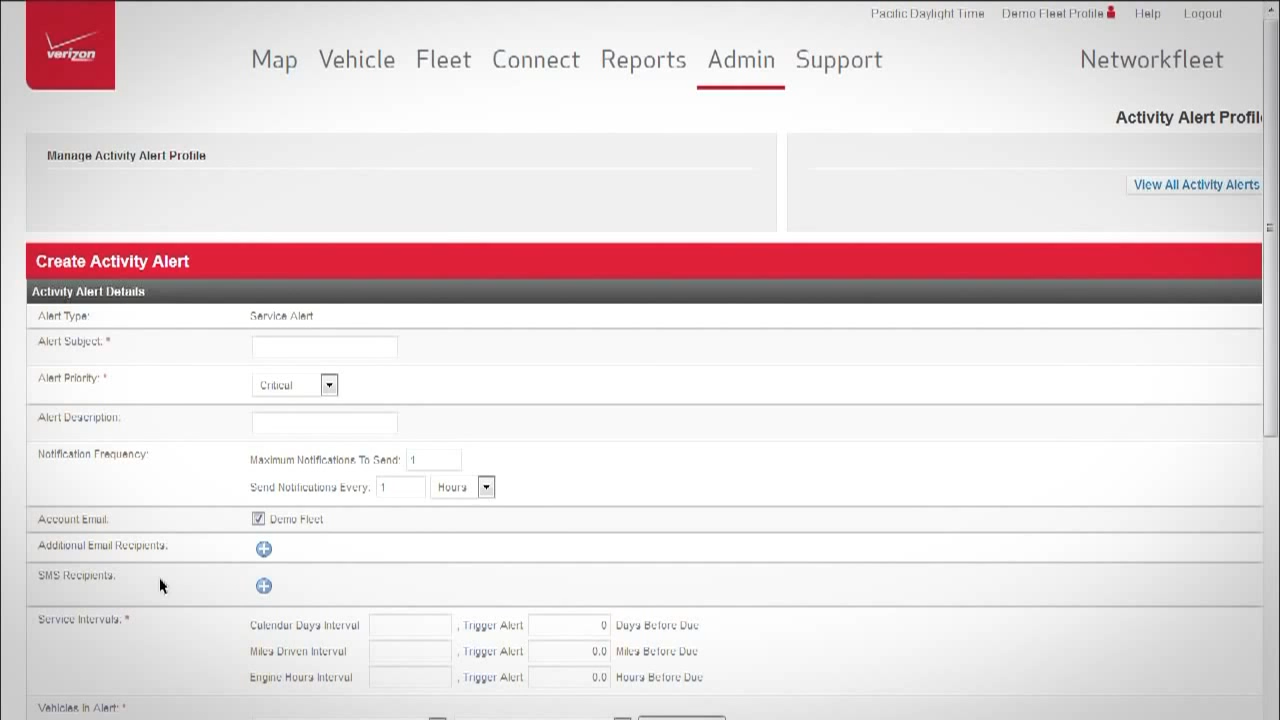 Pacific Daylight Time Demo Fleet Profile Help Logout
verizon
Map Vehicle Fleet Connect Reports Admin Support Networkfleet
Activity Alert Profil
Manage Activity Alert Profile
View All Activity Alerts
Create Activity Alert
Activity Alert Details
Alert Type: Service Alert
Alert Subject: *
Alert Priority: * Critical
Alert Description:
Notification Frequency: Maximum Notifications To Send: 1
Send Notifications Every: 1 Hours
Account Email: Demo Fleet
Additional Email Recipients:
SMS Recipients:
Service Intervals: * Calendar Days Interval , Trigger Alert 0 Days Before Due
Miles Driven Interval , Trigger Alert 0.0 Miles Before Due
Engine Hours Interval , Trigger Alert 0.0 Hours Before Due
Vehicles In Alert: *